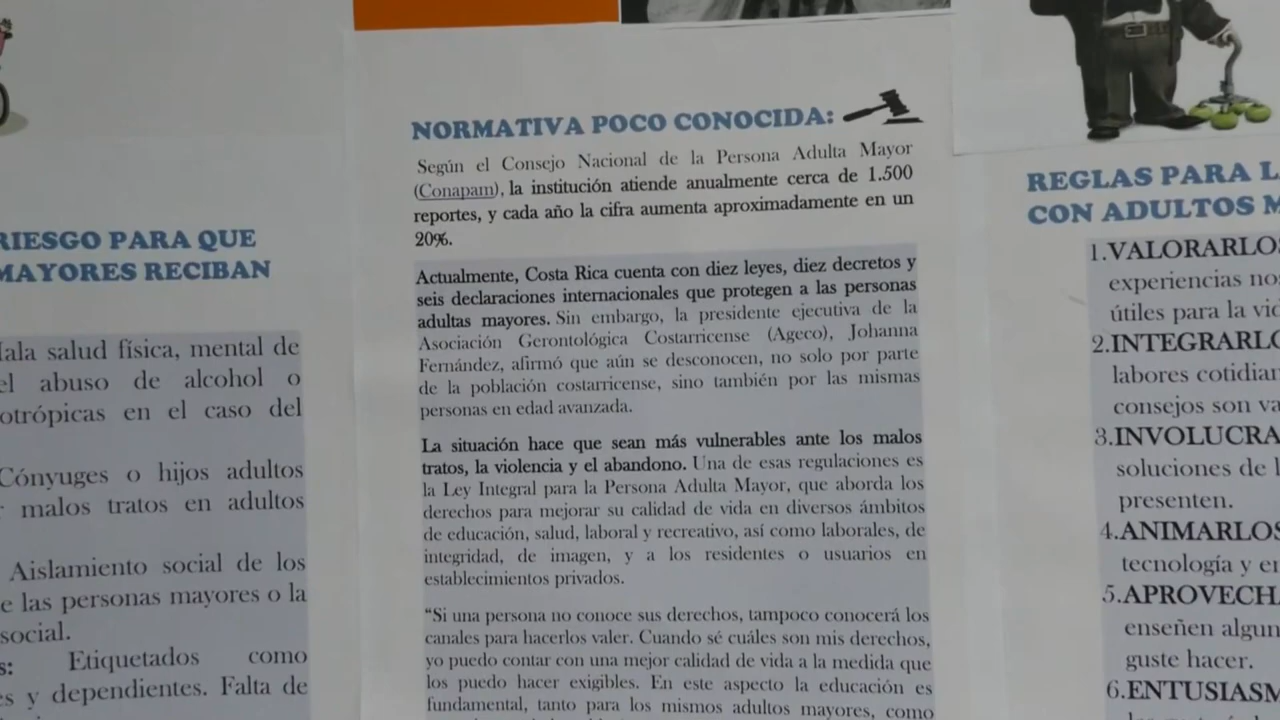 RIESGO PARA QUE
MAYORES RECIBAN
Mala salud física, mental de
el abuso de alcohol o
en el caso del
Cónyuges o hijos adultos
malos tratos en adultos
Aislamiento social de los
las personas mayores o la
social.
Etiquetados como
y dependientes. Falta de
NORMATIVA POCO CONOCIDA:
Según el Consejo Nacional de la Persona Adulta Mayor
(Conapam), la institución atiende anualmente cerca de 1.500
reportes, y cada año la cifra aumenta aproximadamente en un
20%.
Actualmente, Costa Rica cuenta con diez leyes, diez decretos y
seis declaraciones internacionales que protegen a las personas
adultas mayores. Sin embargo, la presidente ejecutiva de la
Asociación Gerontológica Costarricense (Ageco), Johanna
Fernández, afirmó que aún se desconocen, no solo por parte
de la población costarricense, sino también por las mismas
personas en edad avanzada.
La situación hace que sean más vulnerables ante los malos
tratos, la violencia y el abandono. Una de esas regulaciones es
la Ley Integral para la Persona Adulta Mayor, que aborda los
derechos para mejorar su calidad de vida en diversos ámbitos
de educación, salud, laboral y recreativo, así como laborales, de
integridad, de imagen, y a los residentes o usuarios en
establecimientos privados.
“Si una persona no conoce sus derechos, tampoco conocerá los
canales para hacerlos valer. Cuando sé cuáles son mis derechos,
yo puedo contar con una mejor calidad de vida a la medida que
los puedo hacer exigibles. En este aspecto la educación es
fundamental, tanto para los mismos adultos mayores, como
REGLAS PARA L
CON ADULTOS M
1.VALORARLOS
experiencias no
útiles para la vi
2.INTEGRARLO
labores cotidian
consejos son va
3.INVOLUCRA
soluciones de l
presenten.
4.ANIMARLOS
tecnología y e
5.APROVECHA
enseñen algun
guste hacer.
6.ENTUSIASM